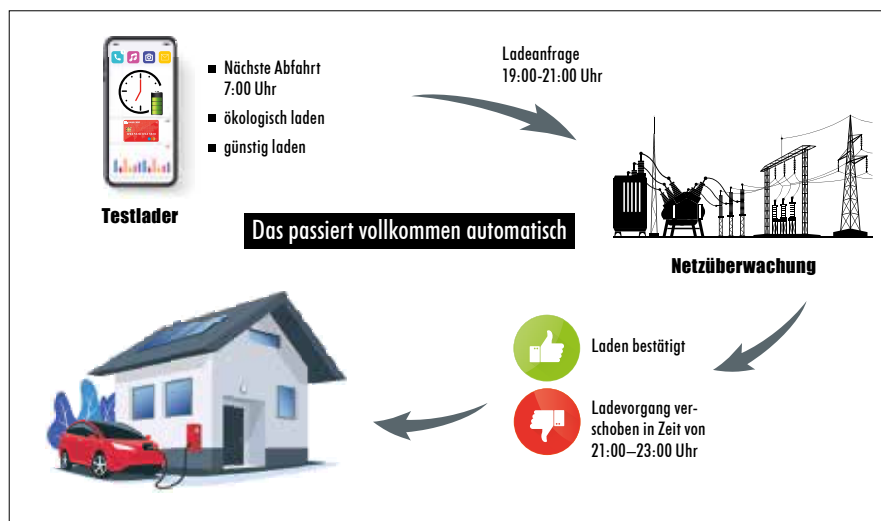 ■ Nächste Abfahrt
7:00 Uhr
■ ökologisch laden
■ günstig laden
Testlader
Ladeanfrage
19:00-21:00 Uhr
Das passiert vollkommen automatisch
Netzüberwachung
Laden bestätigt
Ladevorgang ver-
schoben in Zeit von
21:00–23:00 Uhr